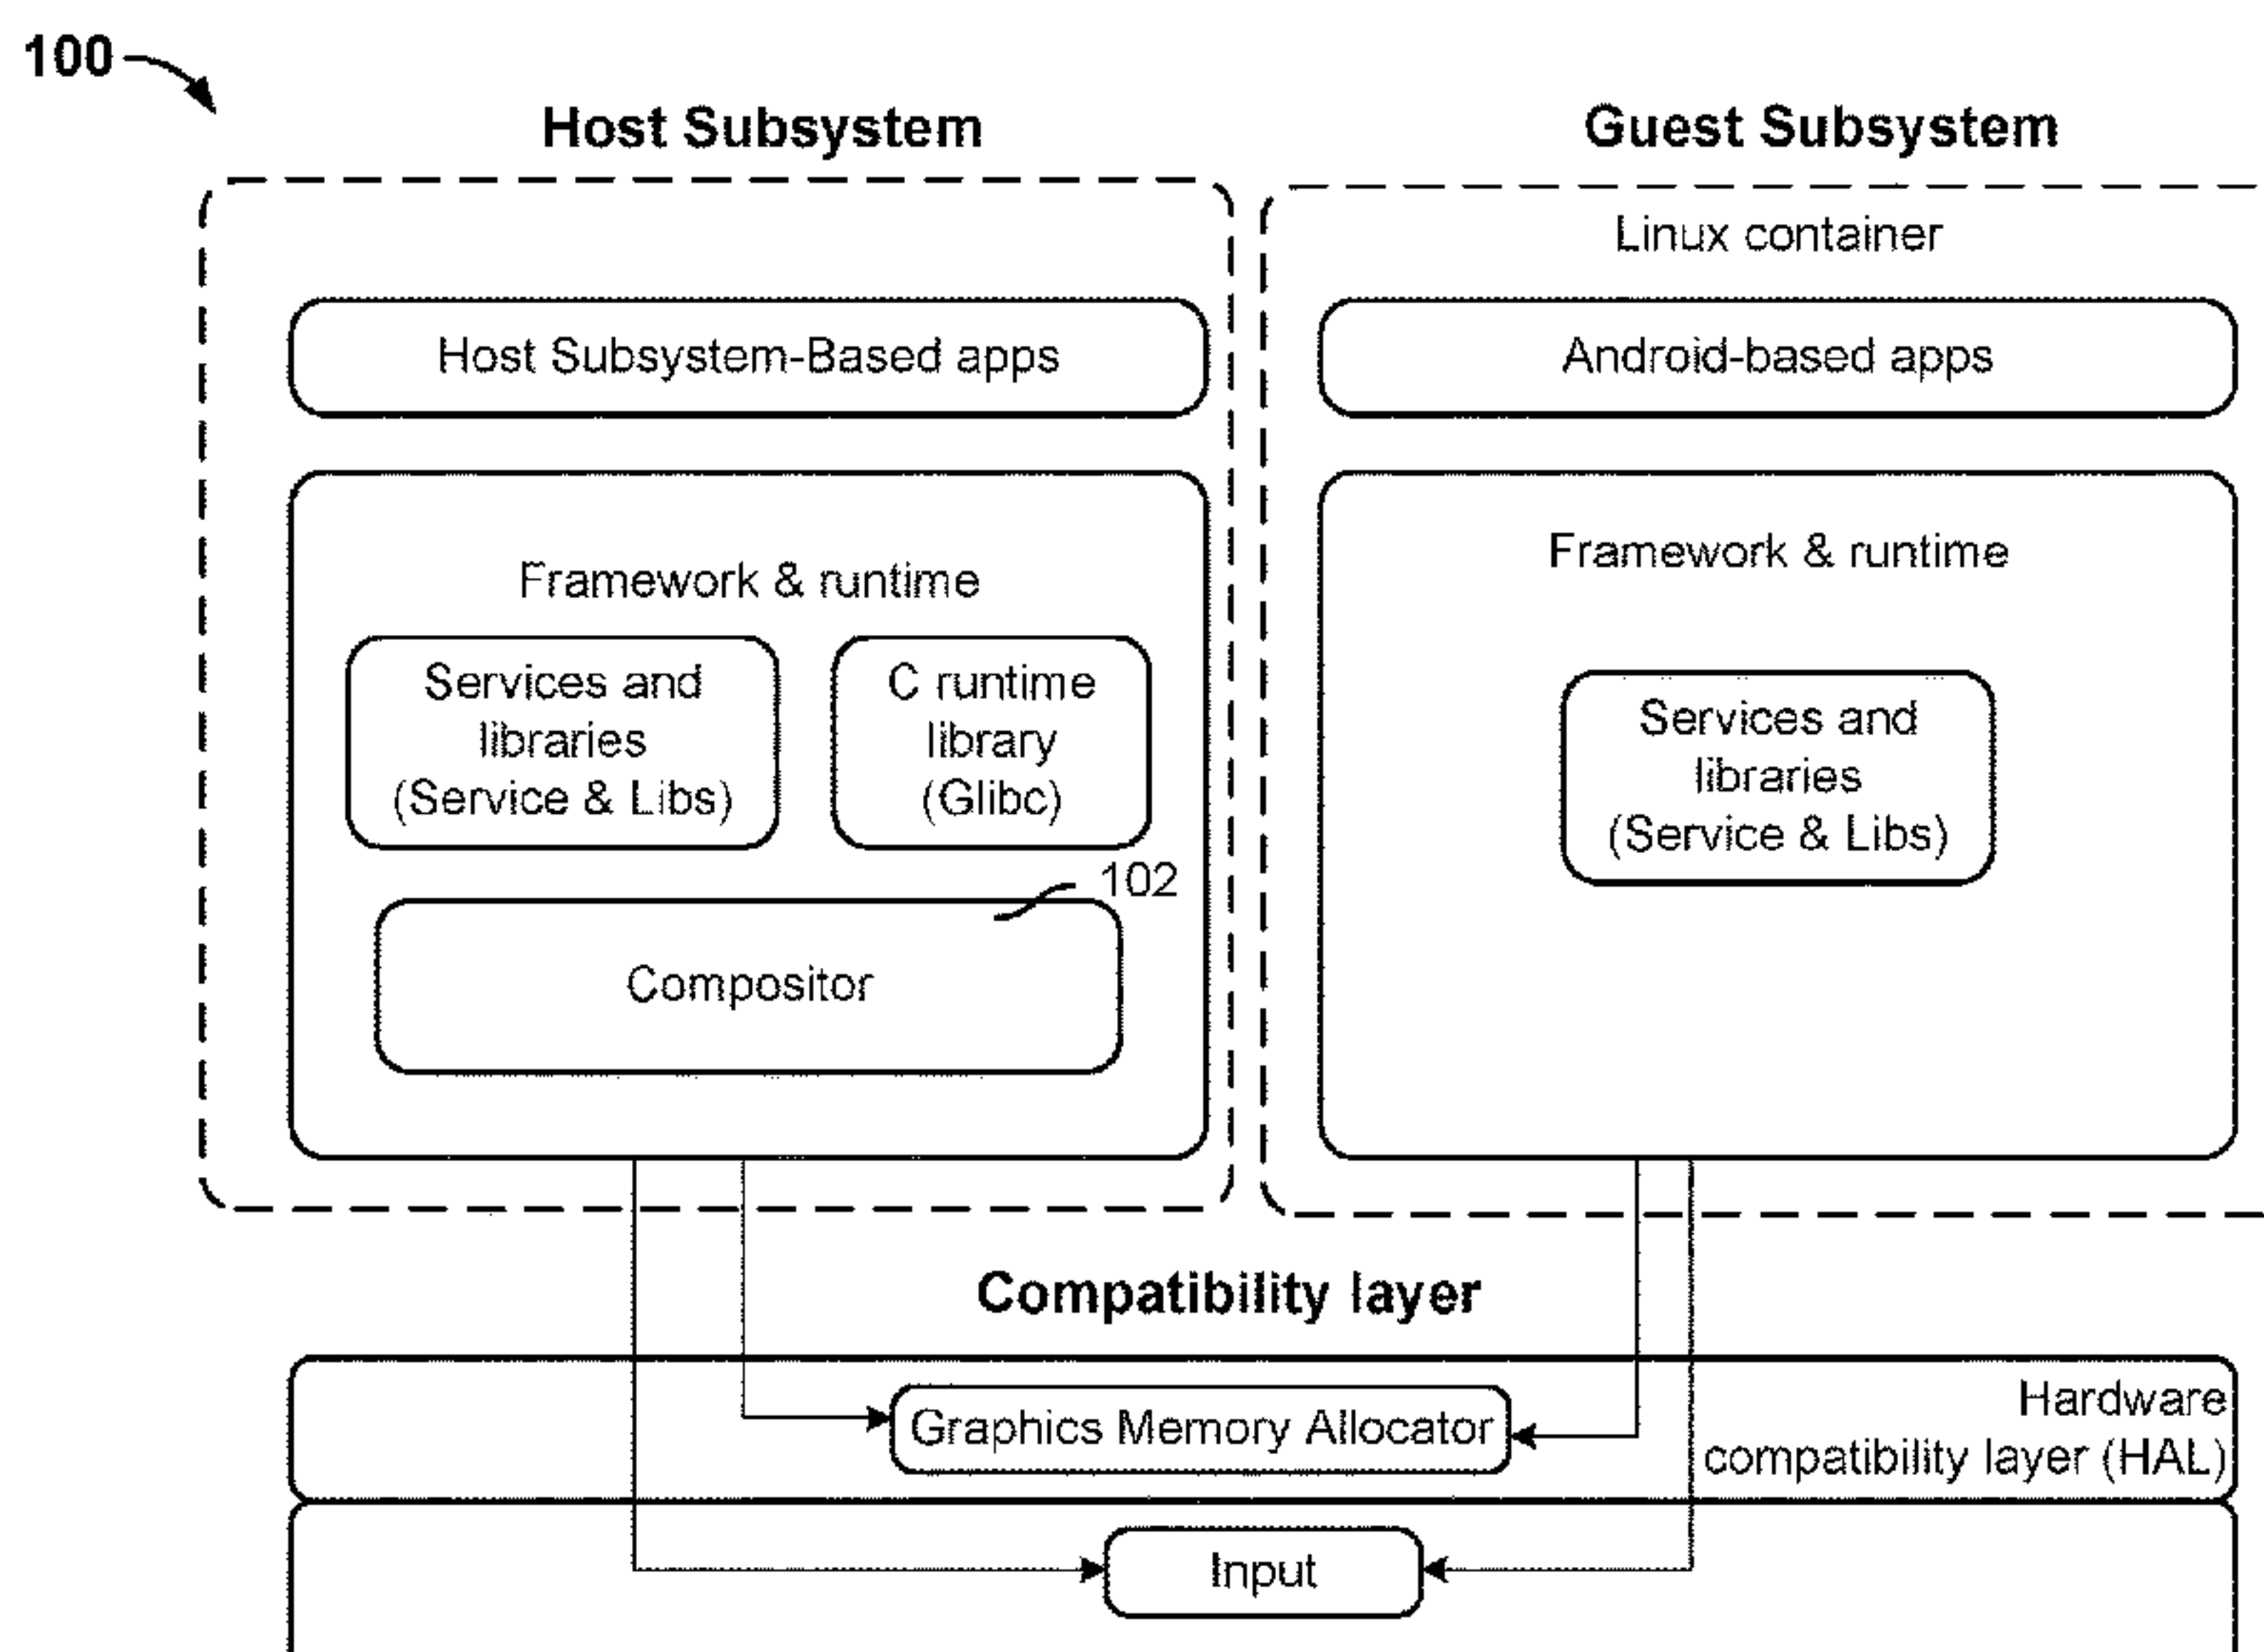 100
Host Subsystem
Guest Subsystem
Linux container
Host Subsystem-Based apps
Android-based apps
Framework & runtime
Services and
libraries
(Service & Libs)
C runtime
library
(Glibc)
102
Compositor
Framework & runtime
Services and
libraries
(Service & Libs)
Compatibility layer
Graphics Memory Allocator
Hardware
compatibility layer (HAL)
Input